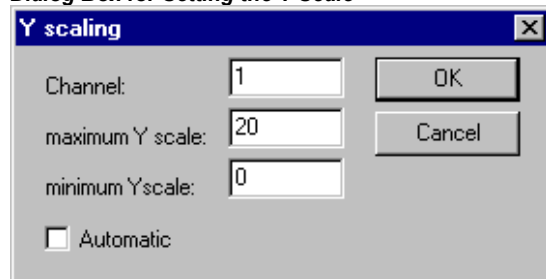 Dialog Box for Setting the Y Scale
Y scaling
Channel: 1 OK
maximum Y scale: 20 Cancel
minimum Yscale: 0
Automatic